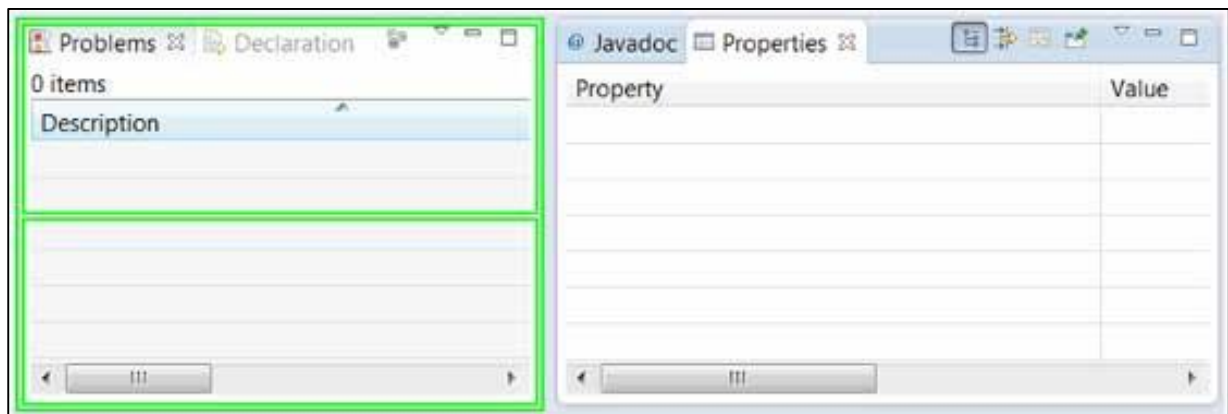 Problems Declaration
0 items
Description
@ Javadoc Properties
Property Value